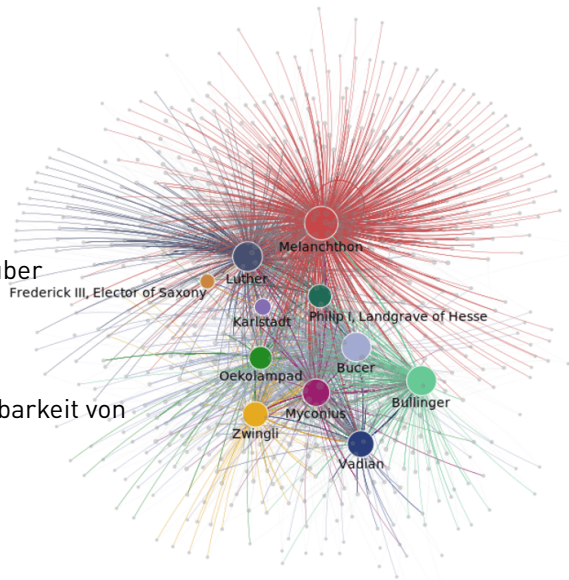 Melanchthon
über
Luther
Frederick III, Elector of Saxony
Philip I, Landgrave of Hesse
Karlstadt
Bucer
Oekolampad
Bullinger
barkeit von
Myconius
Zwingli
Vadian